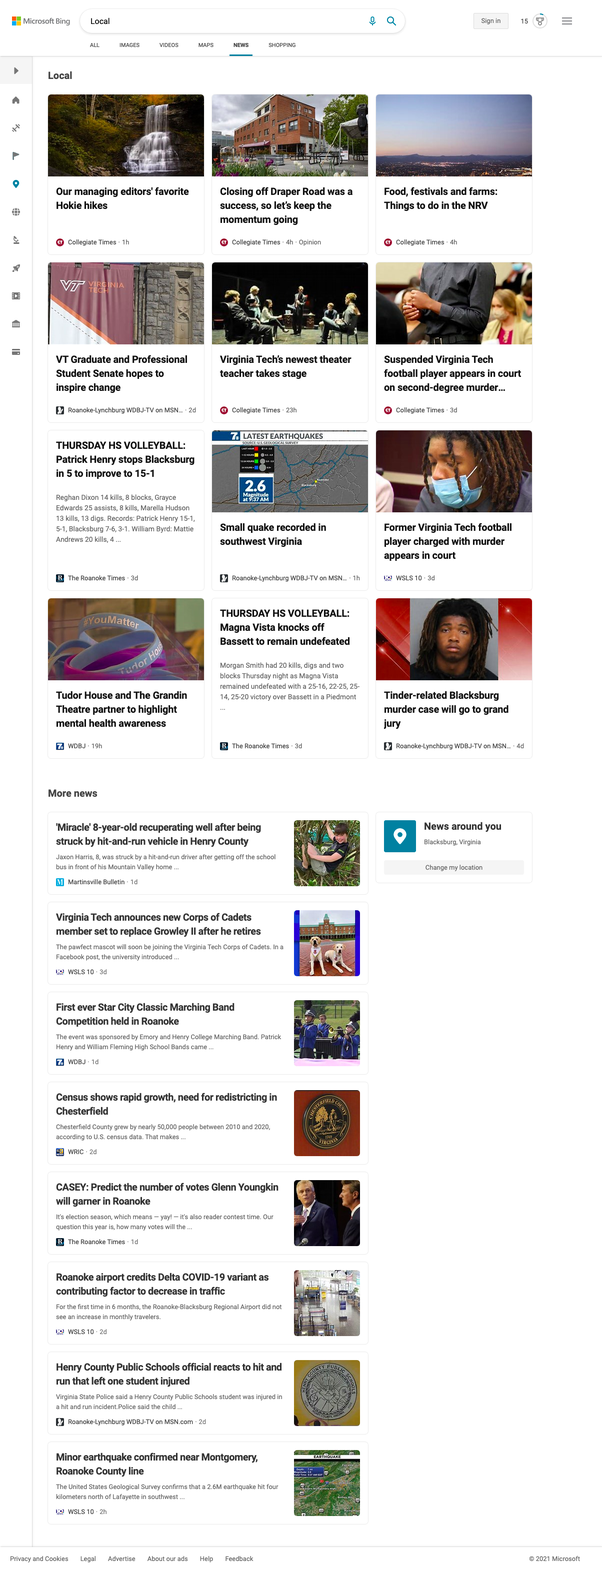 Microsoft Bing
Local
Sign in
15
ALL
IMAGES
VIDEOS
MAPS
NEWS
SHOPPING
Local
Our managing editors' favorite
Hokie hikes
Collegiate Times · 1h
Closing off Draper Road was a
success, so let's keep the
momentum going
Collegiate Times · 4h · Opinion
Food, festivals and farms:
Things to do in the NRV
Collegiate Times · 4h
VT VIRGINIA
TECH
VT Graduate and Professional
Student Senate hopes to
inspire change
Roanoke-Lynchburg WDBJ-TV on MSN... · 2d
Virginia Tech's newest theater
teacher takes stage
Collegiate Times · 23h
Suspended Virginia Tech
football player appears in court
on second-degree murder...
Collegiate Times · 3d
THURSDAY HS VOLLEYBALL:
Patrick Henry stops Blacksburg
in 5 to improve to 15-1
Reghan Dixon 14 kills, 8 blocks, Grayce
Edwards 25 assists, 8 kills, Marella Hudson
13 kills, 13 digs. Records: Patrick Henry 15-1,
5-1, Blacksburg 7-6, 3-1. William Byrd: Mattie
Andrews 20 kills, 4 ...
The Roanoke Times · 3d
7 LATEST EARTHQUAKES
SOURCE: U.S. GEOLOGICAL SURVEY
2.6
Magnitude
at 9:37 AM
Small quake recorded in
southwest Virginia
Roanoke-Lynchburg WDBJ-TV on MSN... · 1h
Former Virginia Tech football
player charged with murder
appears in court
WSLS 10 · 3d
#YouMatter
Tudor Ho
Tudor House and The Grandin
Theatre partner to highlight
mental health awareness
WDBJ · 19h
THURSDAY HS VOLLEYBALL:
Magna Vista knocks off
Bassett to remain undefeated
Morgan Smith had 20 kills, digs and two
blocks Thursday night as Magna Vista
remained undefeated with a 25-16, 22-25, 25-
14, 25-20 victory over Bassett in a Piedmont
...
The Roanoke Times · 3d
Tinder-related Blacksburg
murder case will go to grand
jury
Roanoke-Lynchburg WDBJ-TV on MSN... · 4d
More news
'Miracle' 8-year-old recuperating well after being
struck by hit-and-run vehicle in Henry County
Jaxon Harris, 8, was struck by a hit-and-run driver after getting off the school
bus in front of his Mountain Valley home ...
Martinsville Bulletin · 1d
News around you
Blacksburg, Virginia
Change my location
Virginia Tech announces new Corps of Cadets
member set to replace Growley II after he retires
The pawfect mascot will soon be joining the Virginia Tech Corps of Cadets. In a
Facebook post, the university introduced ...
WSLS 10 · 3d
First ever Star City Classic Marching Band
Competition held in Roanoke
The event was sponsored by Emory and Henry College Marching Band. Patrick
Henry and William Fleming High School Bands came ...
WDBJ · 1d
Census shows rapid growth, need for redistricting in
Chesterfield
Chesterfield County grew by nearly 50,000 people between 2010 and 2020,
according to U.S. census data. That makes ...
WRIC · 2d
CASEY: Predict the number of votes Glenn Youngkin
will garner in Roanoke
It's election season, which means — yay! — it's also reader contest time. Our
question this year is, how many votes will the ...
The Roanoke Times · 1d
Roanoke airport credits Delta COVID-19 variant as
contributing factor to decrease in traffic
For the first time in 6 months, the Roanoke-Blacksburg Regional Airport did not
see an increase in monthly travelers.
WSLS 10 · 2d
Henry County Public Schools official reacts to hit and
run that left one student injured
Virginia State Police said a Henry County Public Schools student was injured in
a hit and run incident.Police said the child ...
Roanoke-Lynchburg WDBJ-TV on MSN.com · 2d
Minor earthquake confirmed near Montgomery,
Roanoke County line
The United States Geological Survey confirms that a 2.6M earthquake hit four
kilometers north of Lafayette in southwest ...
WSLS 10 · 2h
EARTHQUAKE
Privacy and Cookies
Legal
Advertise
About our ads
Help
Feedback
© 2021 Microsoft